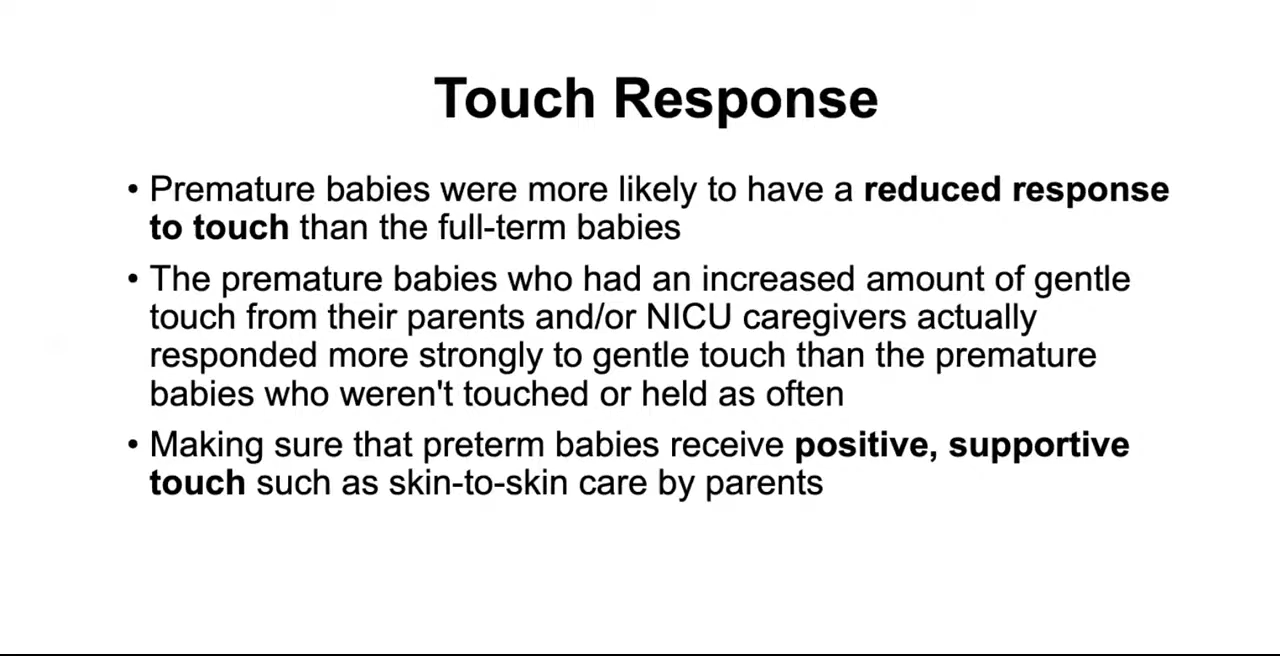 Touch Response
• Premature babies were more likely to have a reduced response
to touch than the full-term babies
• The premature babies who had an increased amount of gentle
touch from their parents and/or NICU caregivers actually
responded more strongly to gentle touch than the premature
babies who weren't touched or held as often
• Making sure that preterm babies receive positive, supportive
touch such as skin-to-skin care by parents